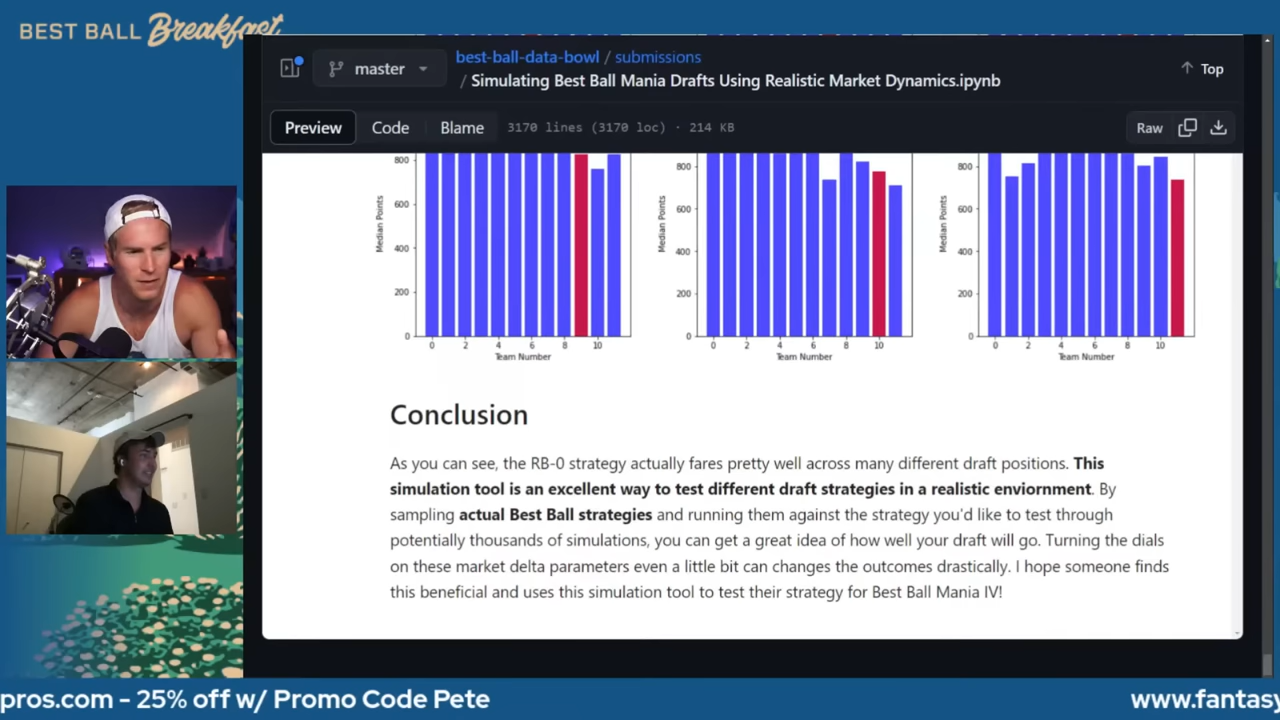 BEST BALL Breakfast
best-ball-data-bowl / submissions
master
/ Simulating Best Ball Mania Drafts Using Realistic Market Dynamics.ipynb
Top
Preview Code Blame 3170 lines (3170 loc) · 214 KB
Raw
800 800 800
600 600 600
400 400 400
200 200 200
0 0 0
Median Points Median Points Median Points
0 2 4 6 8 10 0 2 4 6 8 10 0 2 4 6 8 10
Team Number Team Number Team Number
Conclusion
As you can see, the RB-0 strategy actually fares pretty well across many different draft positions. This
simulation tool is an excellent way to test different draft strategies in a realistic enviornment. By
sampling actual Best Ball strategies and running them against the strategy you'd like to test through
potentially thousands of simulations, you can get a great idea of how well your draft will go. Turning the dials
on these market delta parameters even a little bit can changes the outcomes drastically. I hope someone finds
this beneficial and uses this simulation tool to test their strategy for Best Ball Mania IV!
pros.com - 25% off w/ Promo Code Pete
www.fantasy